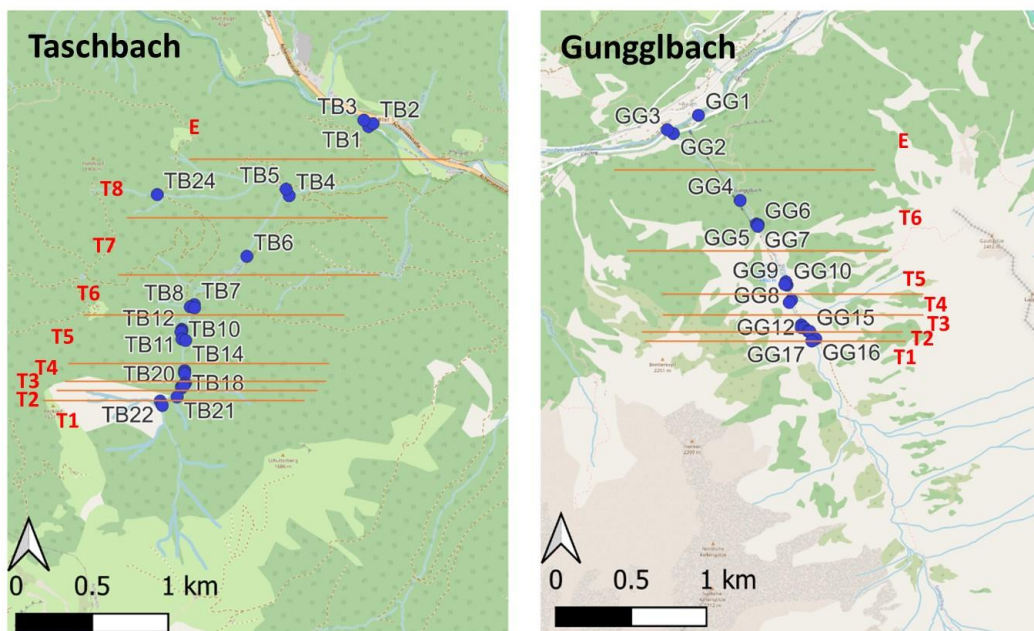 Taschbach
TB3
TB2
TB1
E
TB5
TB4
T8
TB24
T7
TB6
T6
TB8
TB7
TB12
TB10
T5
TB11
TB14
T4
TB20
T3
TB18
T2
TB22
TB21
T1
0 0.5 1 km
Gungglbach
GG1
GG3
GG2
E
GG4
GG6
T6
GG5
GG7
GG9
GG10
T5
GG8
T4
GG15
T3
GG12
T2
GG17
GG16
T1
0 0.5 1 km